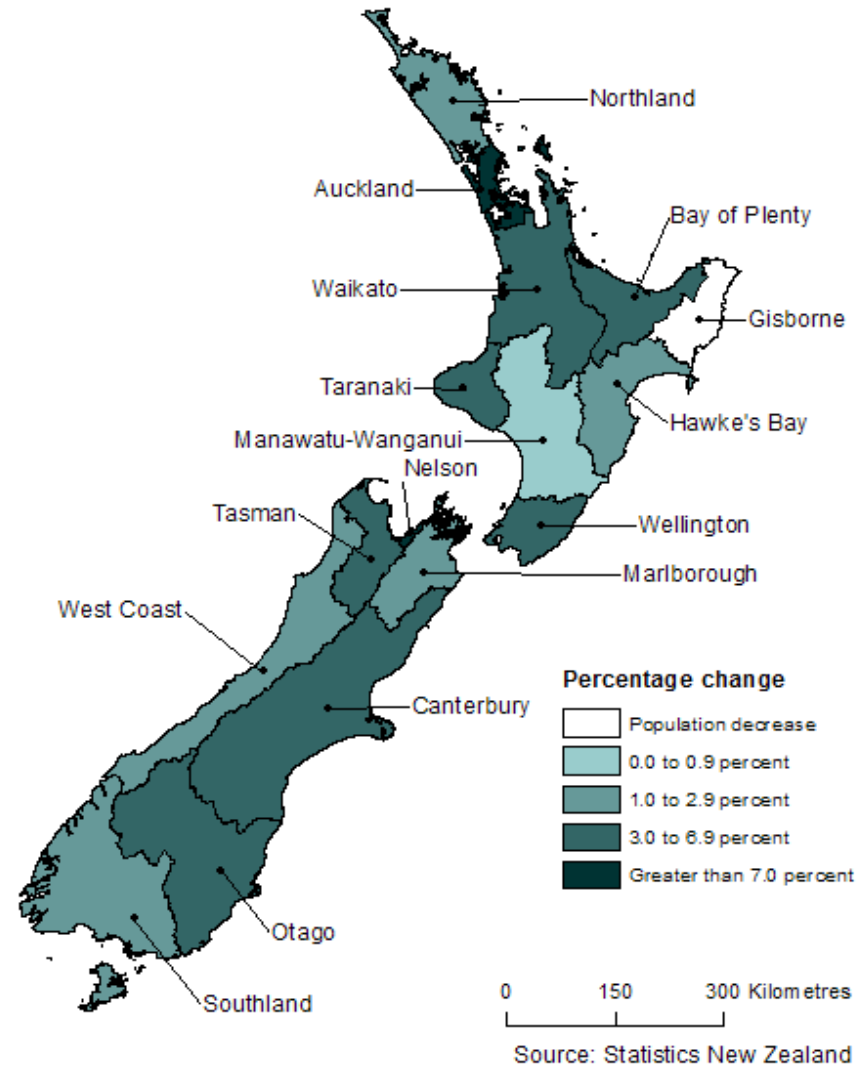 Northland
Auckland
Bay of Plenty
Waikato
Gisborne
Taranaki
Hawke's Bay
Manawatu-Wanganui
Nelson
Tasman
Wellington
Marlborough
West Coast
Canterbury
Percentage change
Population decrease
0.0 to 0.9 percent
1.0 to 2.9 percent
3.0 to 6.9 percent
Greater than 7.0 percent
Otago
Southland
0 150 300 Kilometres
Source: Statistics New Zealand